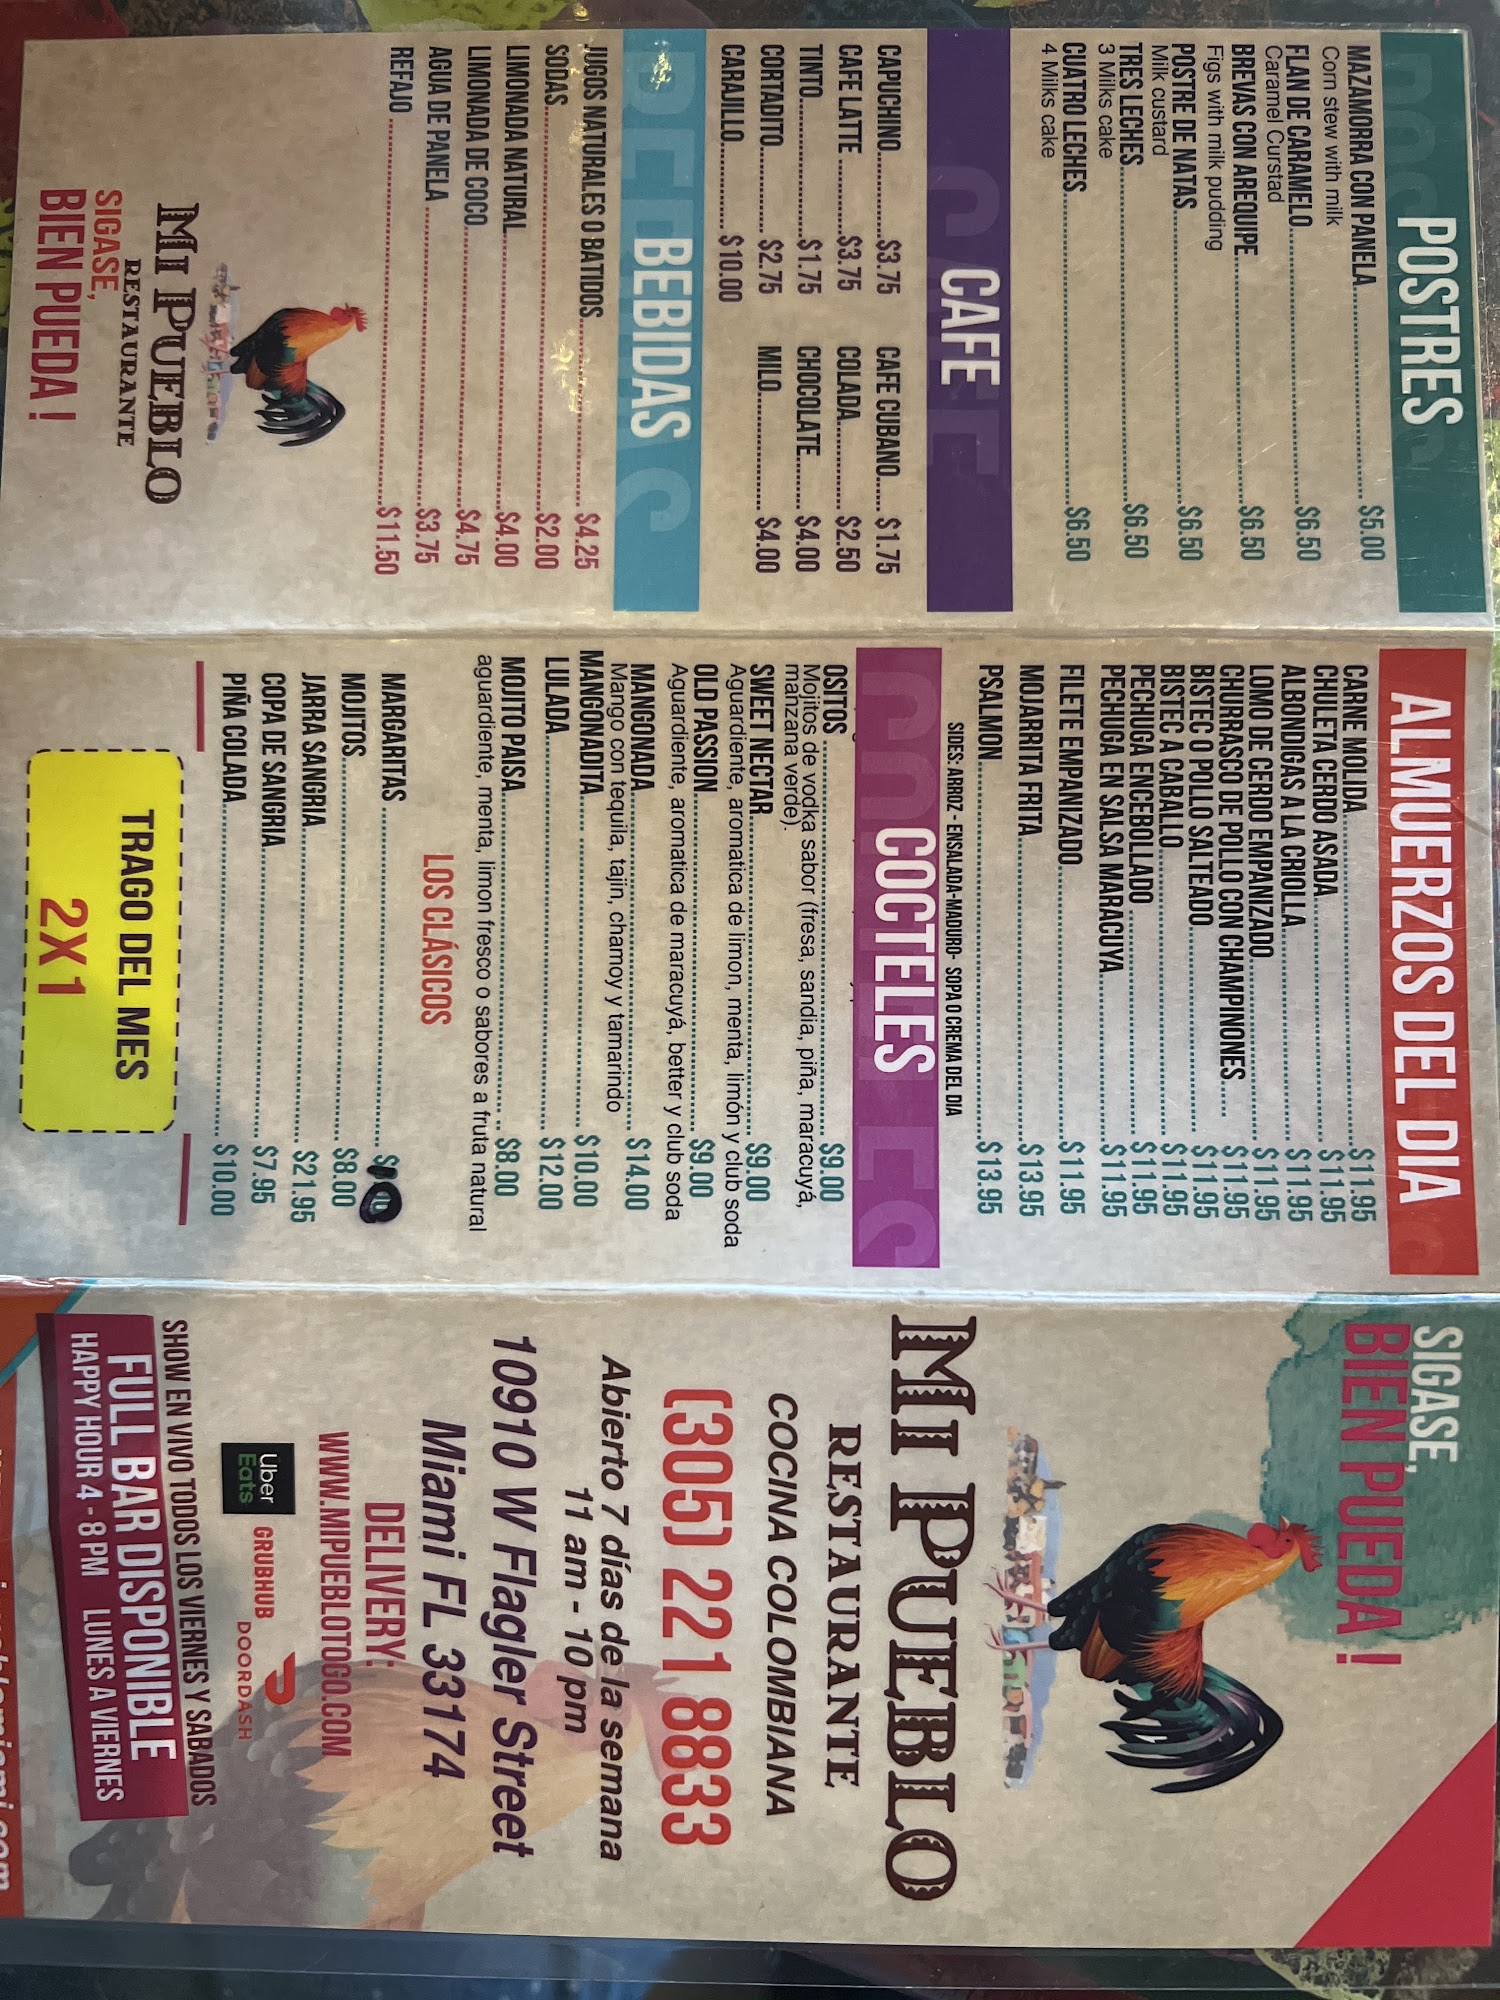 POSTRES
MAZAMORRA CON PANELA $5.00
Corn stew with milk
FLAN DE CARAMELO $6.50
Caramel Curstad
BREVAS CON AREQUIPE $6.50
Figs with milk pudding
POSTRE DE NATAS $6.50
Milk custard
TRES LECHES $6.50
3 Milks cake
CUATRO LECHES $6.50
4 Milks cake
CAFE
CAPUCHINO $3.75 CAFE CUBANO $1.75
CAFE LATTE $3.75 COLADA $2.50
TINTO $1.75 CHOCOLATE $4.00
CORTADITO $2.75 MILO $4.00
CARAJILLO $10.00
BEBIDAS
JUGOS NATURALES O BATIDOS $4.25
SODAS $2.00
LIMONADA NATURAL $4.00
LIMONADA DE COCO $4.75
AGUA DE PANELA $3.75
REFAJO $11.50
MI PUEBLO
RESTAURANTE
SIGASE,
BIEN PUEDA!
ALMUERZOS DEL DIA
CARNE MOLIDA $11.95
CHULETA CERDO ASADA $11.95
ALBONDIGAS A LA CRIOLLA $11.95
LOMO DE CERDO EMPANIZADO $11.95
CHURRASCO DE POLLO CON CHAMPINONES $11.95
BISTEC O POLLO SALTEADO $11.95
BISTEC A CABALLO $11.95
PECHUGA ENCEBOLLADO $11.95
PECHUGA EN SALSA MARACUYA $11.95
FILETE EMPANIZADO $11.95
MOJARRITA FRITA $13.95
PSALMON $13.95
SIDES: ARROZ - ENSALADA-MADURO- SOPA O CREMA DEL DIA
COCTELES
OSITOS $9.00
Mojitos de vodka sabor (fresa, sandia, piña, maracuyá,
manzana verde).
SWEET NECTAR $9.00
Aguardiente, aromatica de limon, menta, limón y club soda
OLD PASSION $9.00
Aguardiente, aromatica de maracuyá, better y club soda
MANGONADA $14.00
Mango con tequila, tajin, chamoy y tamarindo
MANGONADITA $10.00
LULADA $12.00
MOJITO PAISA $8.00
aguardiente, menta, limon fresco o sabores a fruta natural
LOS CLÁSICOS
MARGARITAS $10
MOJITOS $8.00
JARRA SANGRIA $21.95
COPA DE SANGRIA $7.95
PIÑA COLADA $10.00
TRAGO DEL MES
2X1
SIGASE,
BIEN PUEDA!
MI PUEBLO
RESTAURANTE
COCINA COLOMBIANA
(305) 221 8833
Abierto 7 días de la semana
11 am - 10 pm
10910 W Flagler Street
Miami FL 33174
DELIVERY:
WWW.MIPUEBLOTOGO.COM
Uber
Eats
GRUBHUB
DOORDASH
SHOW EN VIVO TODOS LOS VIERNES Y SABADOS
FULL BAR DISPONIBLE
HAPPY HOUR 4 - 8 PM LUNES A VIERNES